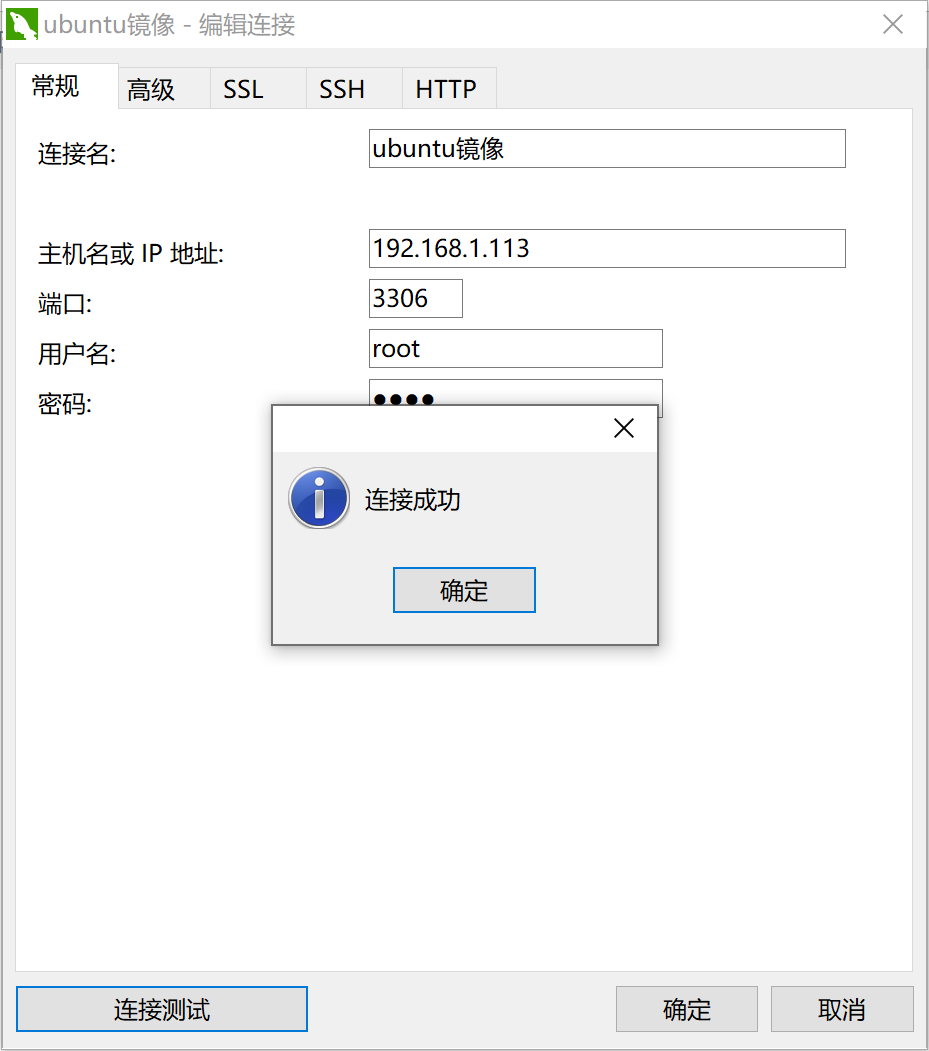 ubuntu镜像 - 编辑连接
常规 高级 SSL SSH HTTP
连接名: ubuntu镜像
主机名或 IP 地址: 192.168.1.113
端口: 3306
用户名: root
密码: ●●●●
连接成功
确定
连接测试 确定 取消